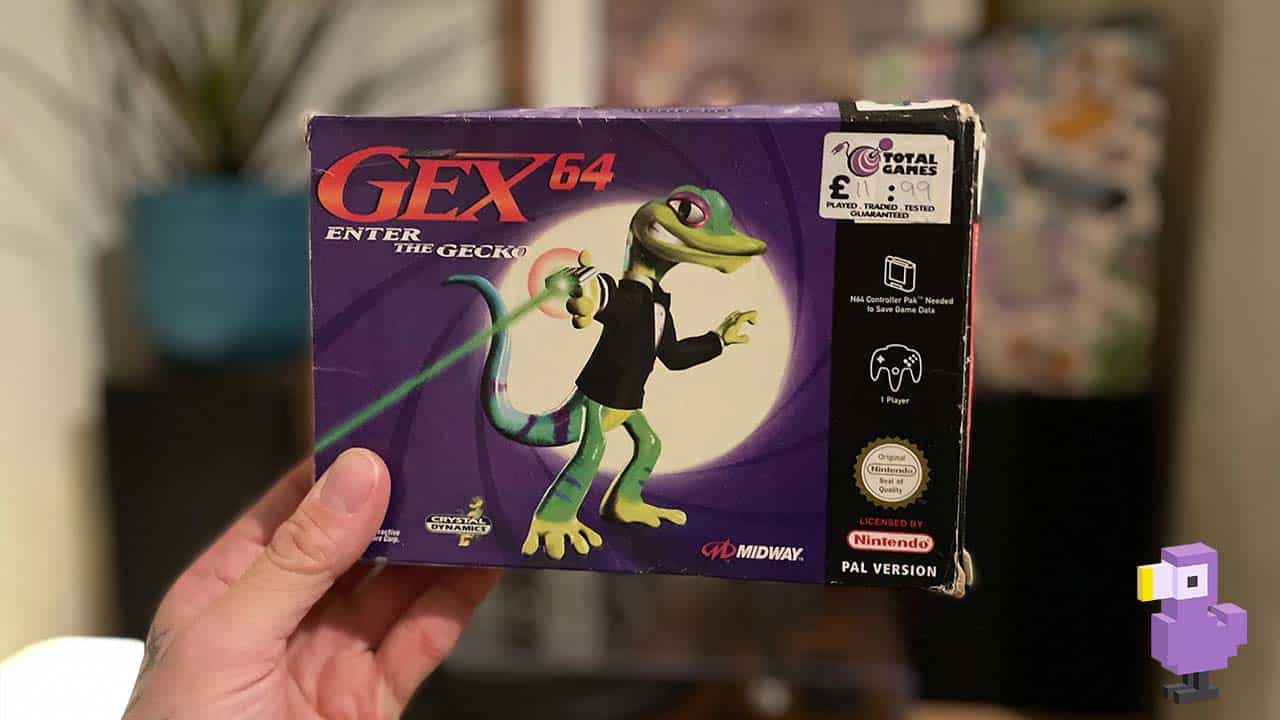 GEX 64
ENTER
THE GECKO
TOTAL
GAMES
£11:99
PLAYED . TRADED . TESTED
GUARANTEED
N64 Controller Pak™ Needed
to Save Game Data
1 Player
Original
Nintendo
Seal of
Quality
LICENSED BY
Nintendo
PAL VERSION
CRYSTAL
DYNAMICS
MIDWAY